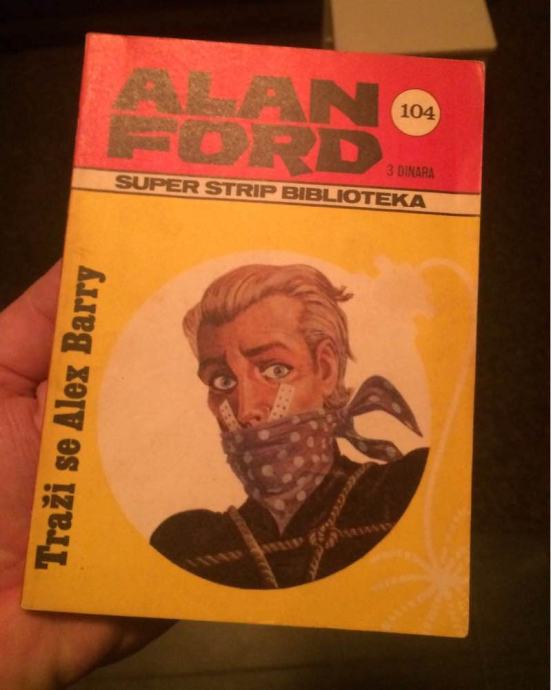 ALAN
FORD
104
3 DINARA
SUPER STRIP BIBLIOTEKA
Traži se Alex Barry